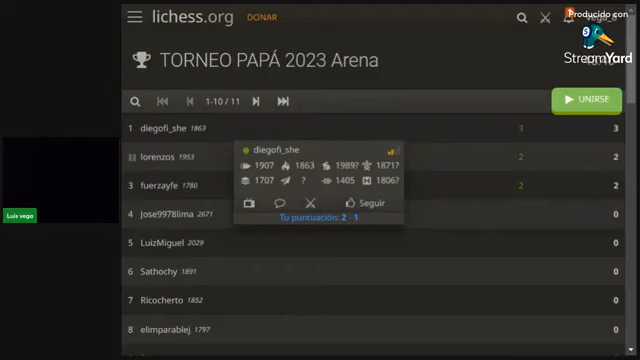 lichess.org DONAR
Producido con
StreamYard
TORNEO PAPÁ 2023 Arena
1-10 / 11
UNIRSE
1 diegofi_she 1863 3 3
lorenzos 1953 2 2
3 fuerzayfe 1780 2 2
4 jose9978lima 2671 0
5 LuizMiguel 2029 0
6 Sathochy 1891 0
7 Ricocherto 1852 0
8 elimparablej 1797 0
diegofi_she
1907 1863 1989? 1871?
1707 ? 1405 1806?
Seguir
Tu puntuación: 2 - 1
Luis vega